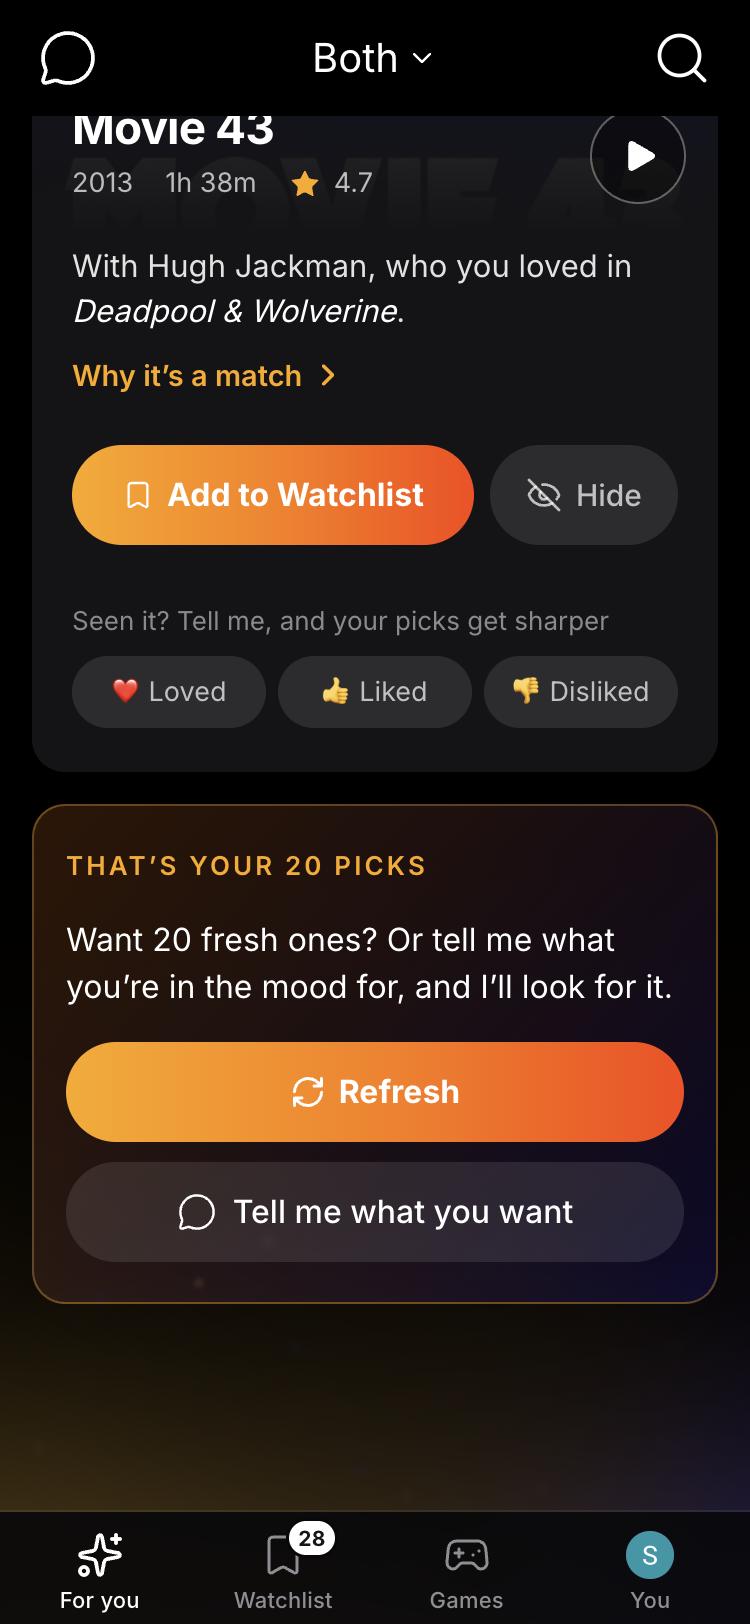 Both
Movie 43
MOVIE 43
2013 1h 38m 4.7
With Hugh Jackman, who you loved in
Deadpool & Wolverine.
Why it’s a match
Add to Watchlist
Hide
Seen it? Tell me, and your picks get sharper
Loved
Liked
Disliked
THAT’S YOUR 20 PICKS
Want 20 fresh ones? Or tell me what
you’re in the mood for, and I’ll look for it.
Refresh
Tell me what you want
28
S
For you
Watchlist
Games
You